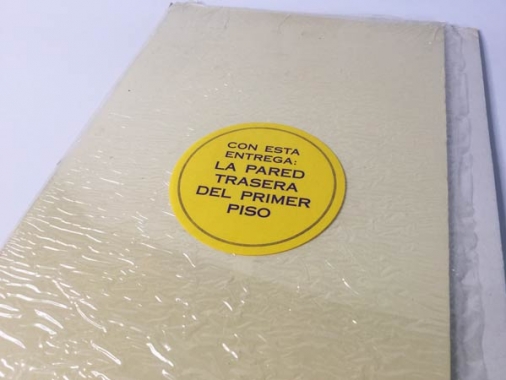 CON ESTA
ENTREGA:
LA PARED
TRASERA
DEL PRIMER
PISO